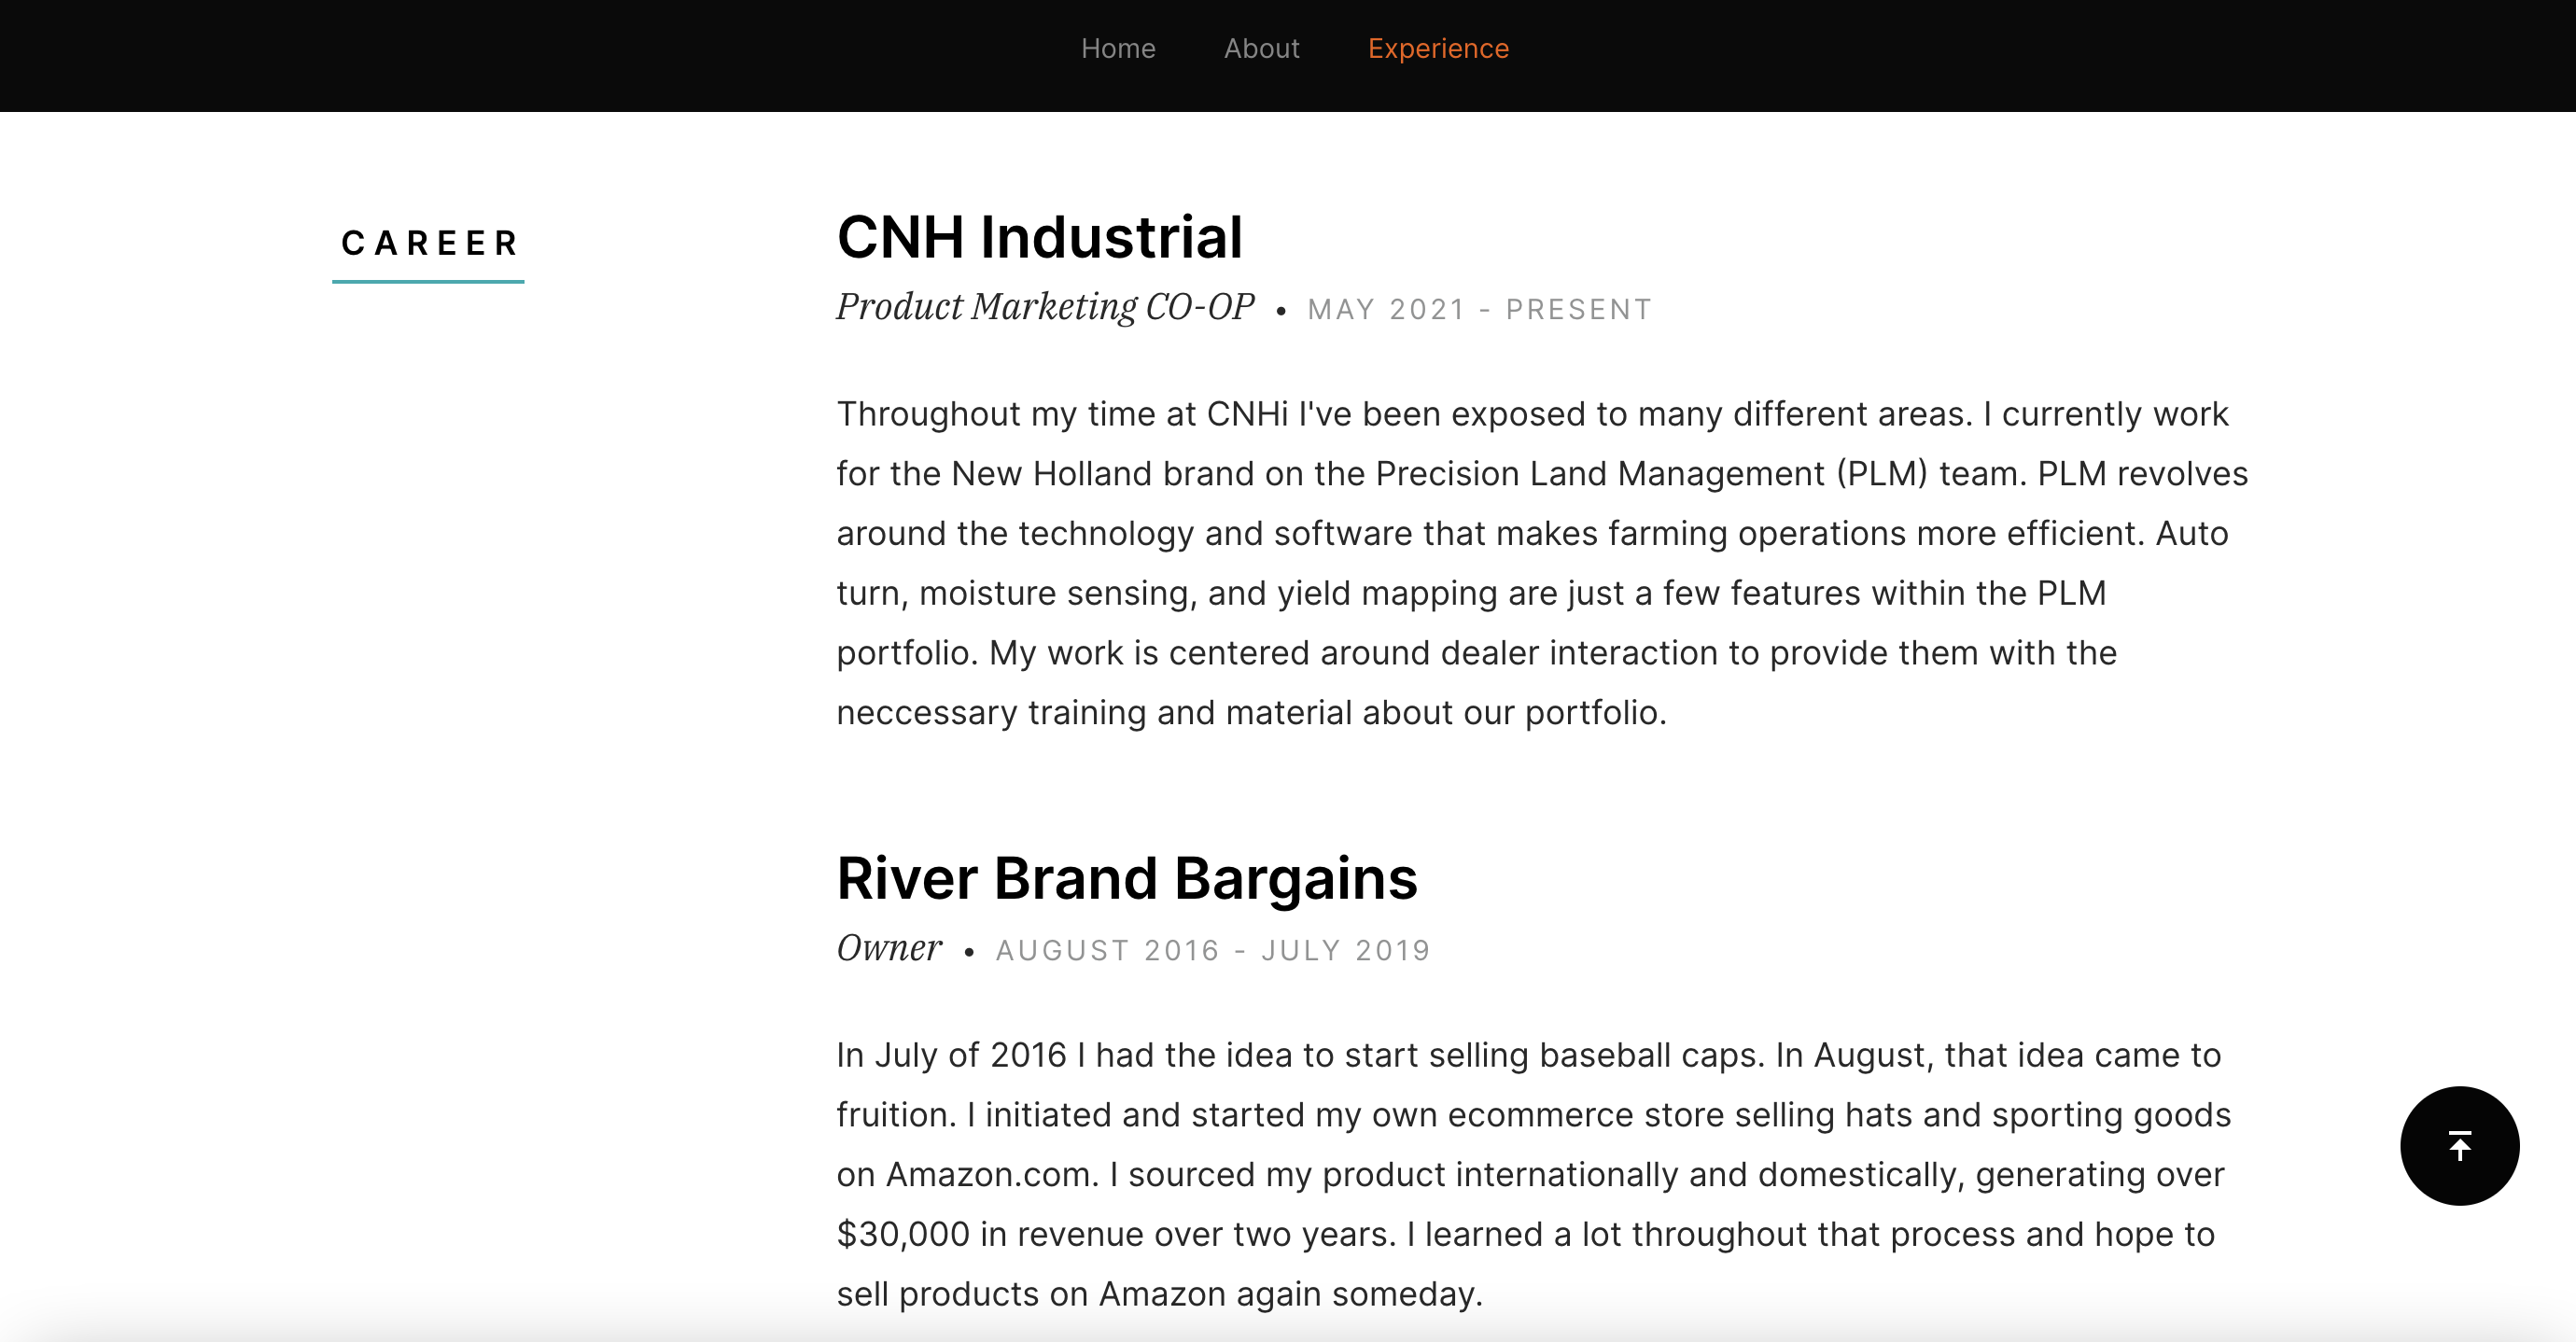 Home About Experience
CAREER
CNH Industrial
Product Marketing CO-OP • MAY 2021 - PRESENT
Throughout my time at CNHi I've been exposed to many different areas. I currently work
for the New Holland brand on the Precision Land Management (PLM) team. PLM revolves
around the technology and software that makes farming operations more efficient. Auto
turn, moisture sensing, and yield mapping are just a few features within the PLM
portfolio. My work is centered around dealer interaction to provide them with the
neccessary training and material about our portfolio.
River Brand Bargains
Owner • AUGUST 2016 - JULY 2019
In July of 2016 I had the idea to start selling baseball caps. In August, that idea came to
fruition. I initiated and started my own ecommerce store selling hats and sporting goods
on Amazon.com. I sourced my product internationally and domestically, generating over
$30,000 in revenue over two years. I learned a lot throughout that process and hope to
sell products on Amazon again someday.